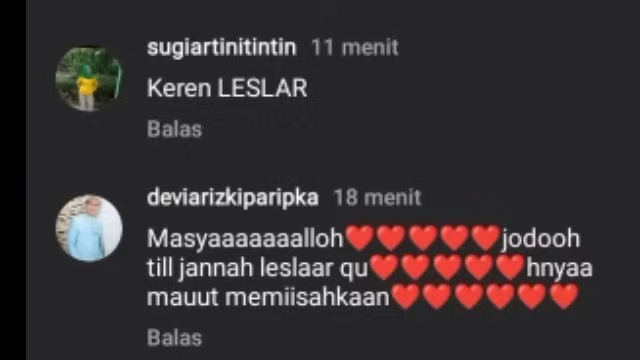 sugiartinitintin 11 menit
Keren LESLAR
Balas
deviarizkiparipka 18 menit
Masyaaaaaaalloh❤️❤️❤️❤️❤️jodooh
till jannah leslaar qu❤️❤️❤️❤️❤️hnyaa
mauut memiisahkaan❤️❤️❤️❤️❤️❤️
Balas